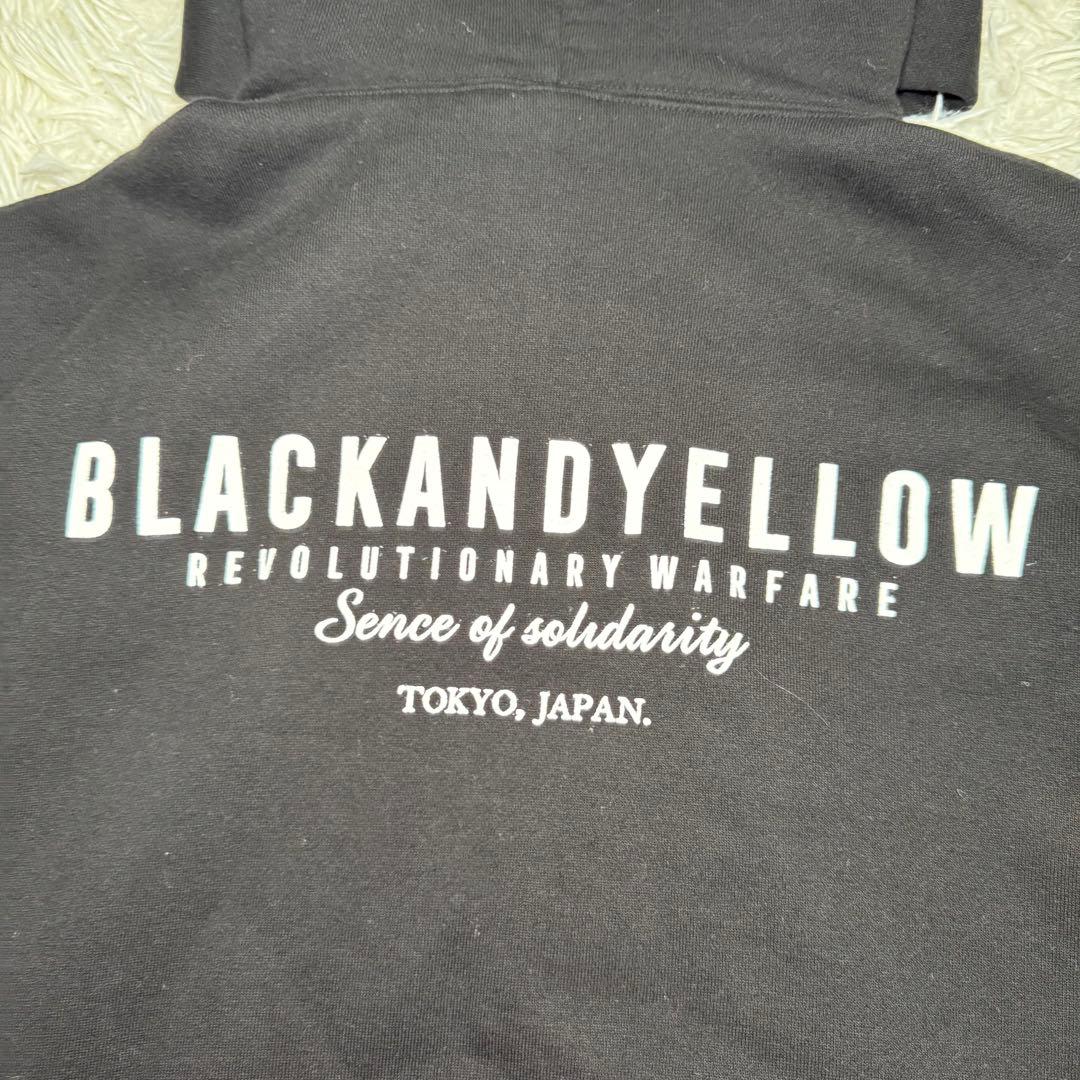 BLACKANDYELLOW
REVOLUTIONARY WARFARE
Sence of solidarity
TOKYO, JAPAN.